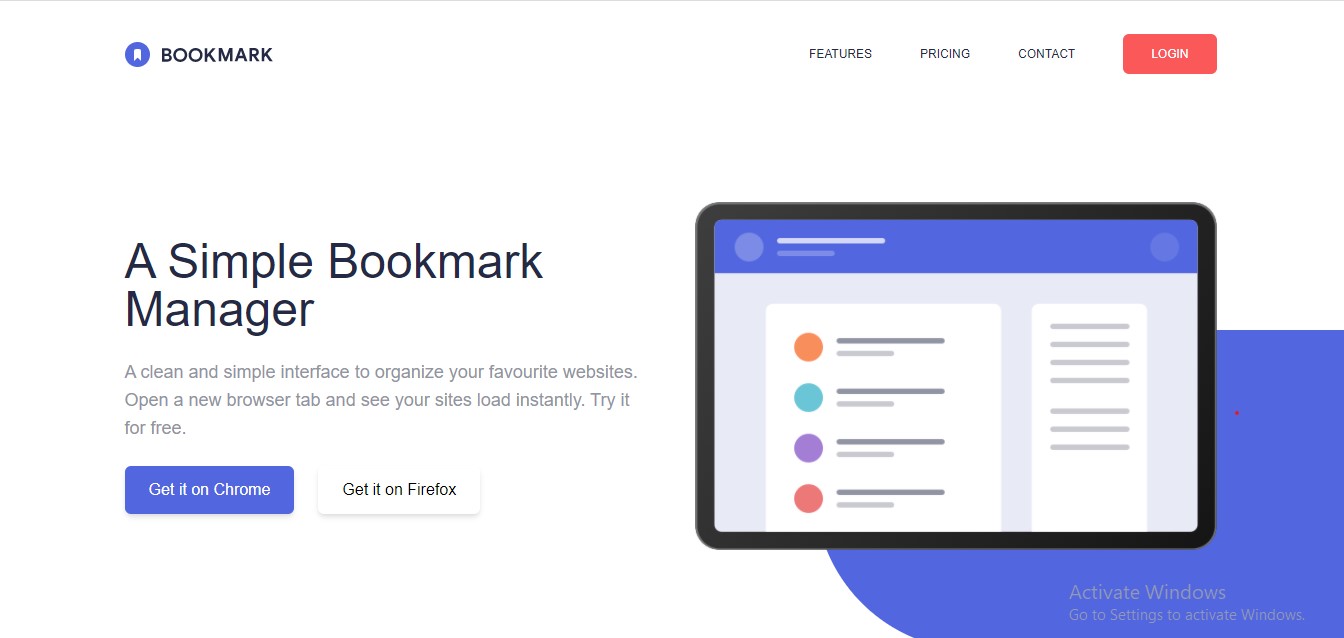 BOOKMARK
FEATURES
PRICING
CONTACT
LOGIN
A Simple Bookmark
Manager
A clean and simple interface to organize your favourite websites.
Open a new browser tab and see your sites load instantly. Try it
for free.
Get it on Chrome
Get it on Firefox
Activate Windows
Go to Settings to activate Windows.